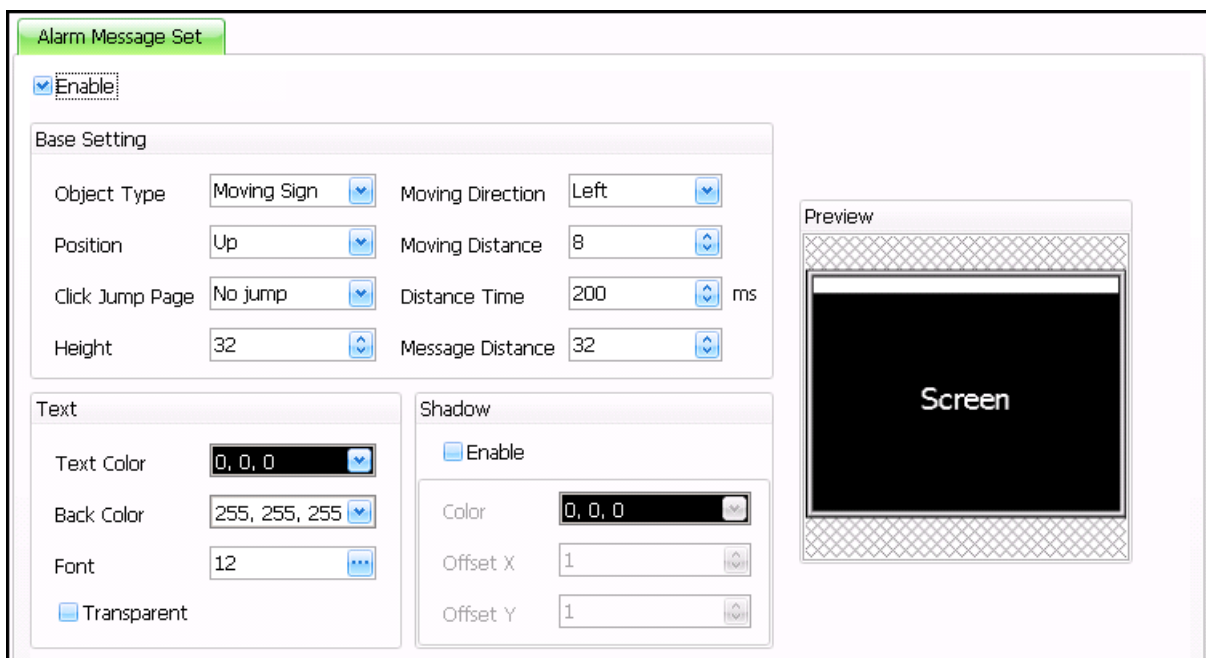 Alarm Message Set
Enable
Base Setting
Object Type Moving Sign Moving Direction Left
Position Up Moving Distance 8
Click Jump Page No jump Distance Time 200 ms
Height 32 Message Distance 32
Preview
Screen
Text
Text Color 0, 0, 0
Back Color 255, 255, 255
Font 12
Transparent
Shadow
Enable
Color 0, 0, 0
Offset X 1
Offset Y 1